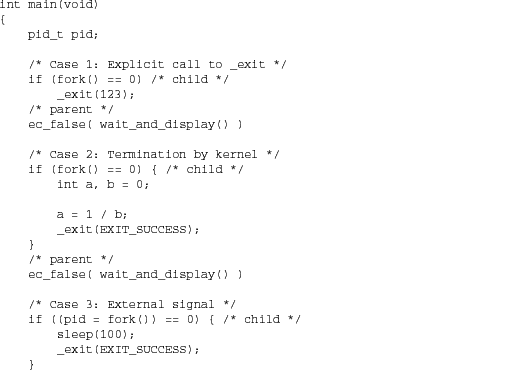 int main(void)
{
    pid_t pid;

    /* Case 1: Explicit call to _exit */
    if (fork() == 0) /* child */
        _exit(123);
    /* parent */
    ec_false( wait_and_display() )

    /* Case 2: Termination by kernel */
    if (fork() == 0) { /* child */
        int a, b = 0;

        a = 1 / b;
        _exit(EXIT_SUCCESS);
    }
    /* parent */
    ec_false( wait_and_display() )

    /* Case 3: External signal */
    if ((pid = fork()) == 0) { /* child */
        sleep(100);
        _exit(EXIT_SUCCESS);
    }